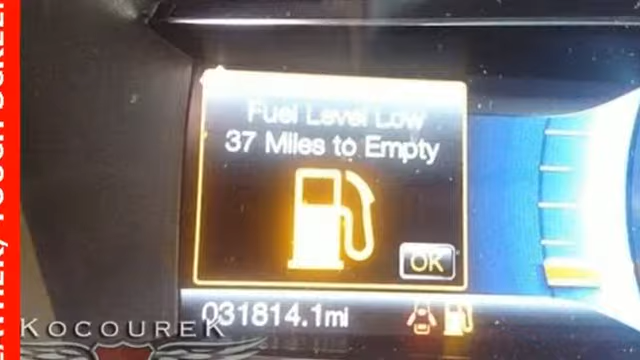 Fuel Level Low
37 Miles to Empty
OK
031814.1mi
KOCOUREK